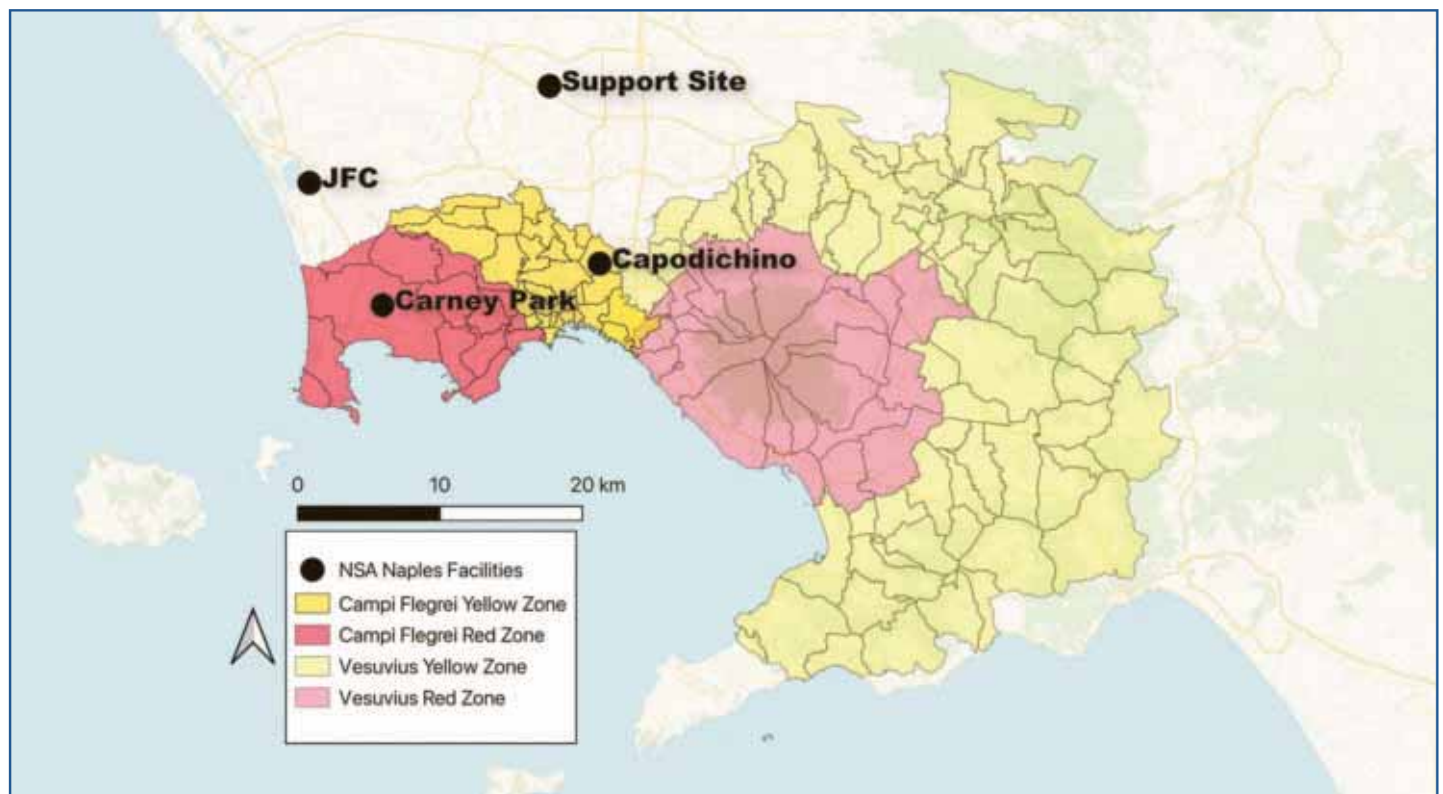 Support Site
JFC
Capodichino
Carney Park
0 10 20 km
NSA Naples Facilities
Campi Flegrei Yellow Zone
Campi Flegrei Red Zone
Vesuvius Yellow Zone
Vesuvius Red Zone